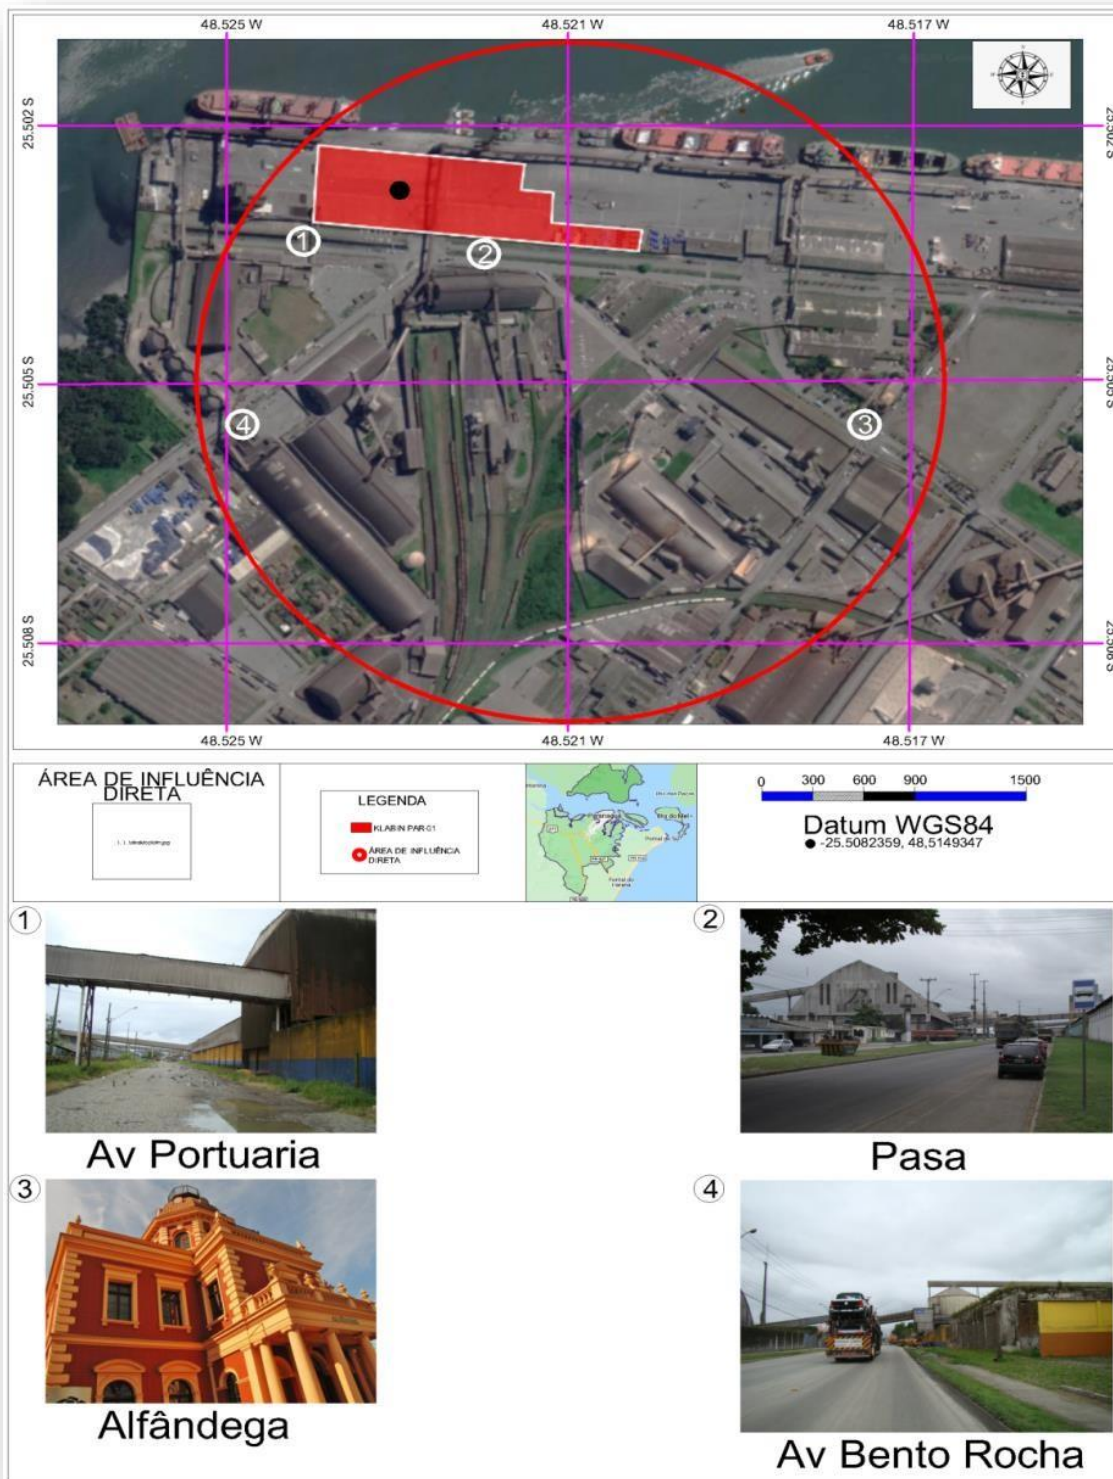 48.525 W
48.521 W
48.517 W
25.502 S
25.502 S
1
2
25.505 S
25.505 S
4
3
25.508 S
25.508 S
48.525 W
48.521 W
48.517 W
ÁREA DE INFLUÊNCIA
DIRETA
LEGENDA
KLABIN PAR-01
ÁREA DE INFLUÊNCIA
DIRETA
0 300 600 900 1500
Datum WGS84
-25.5082359, 48,5149347
1
2
Av Portuaria
Pasa
3
4
Alfândega
Av Bento Rocha